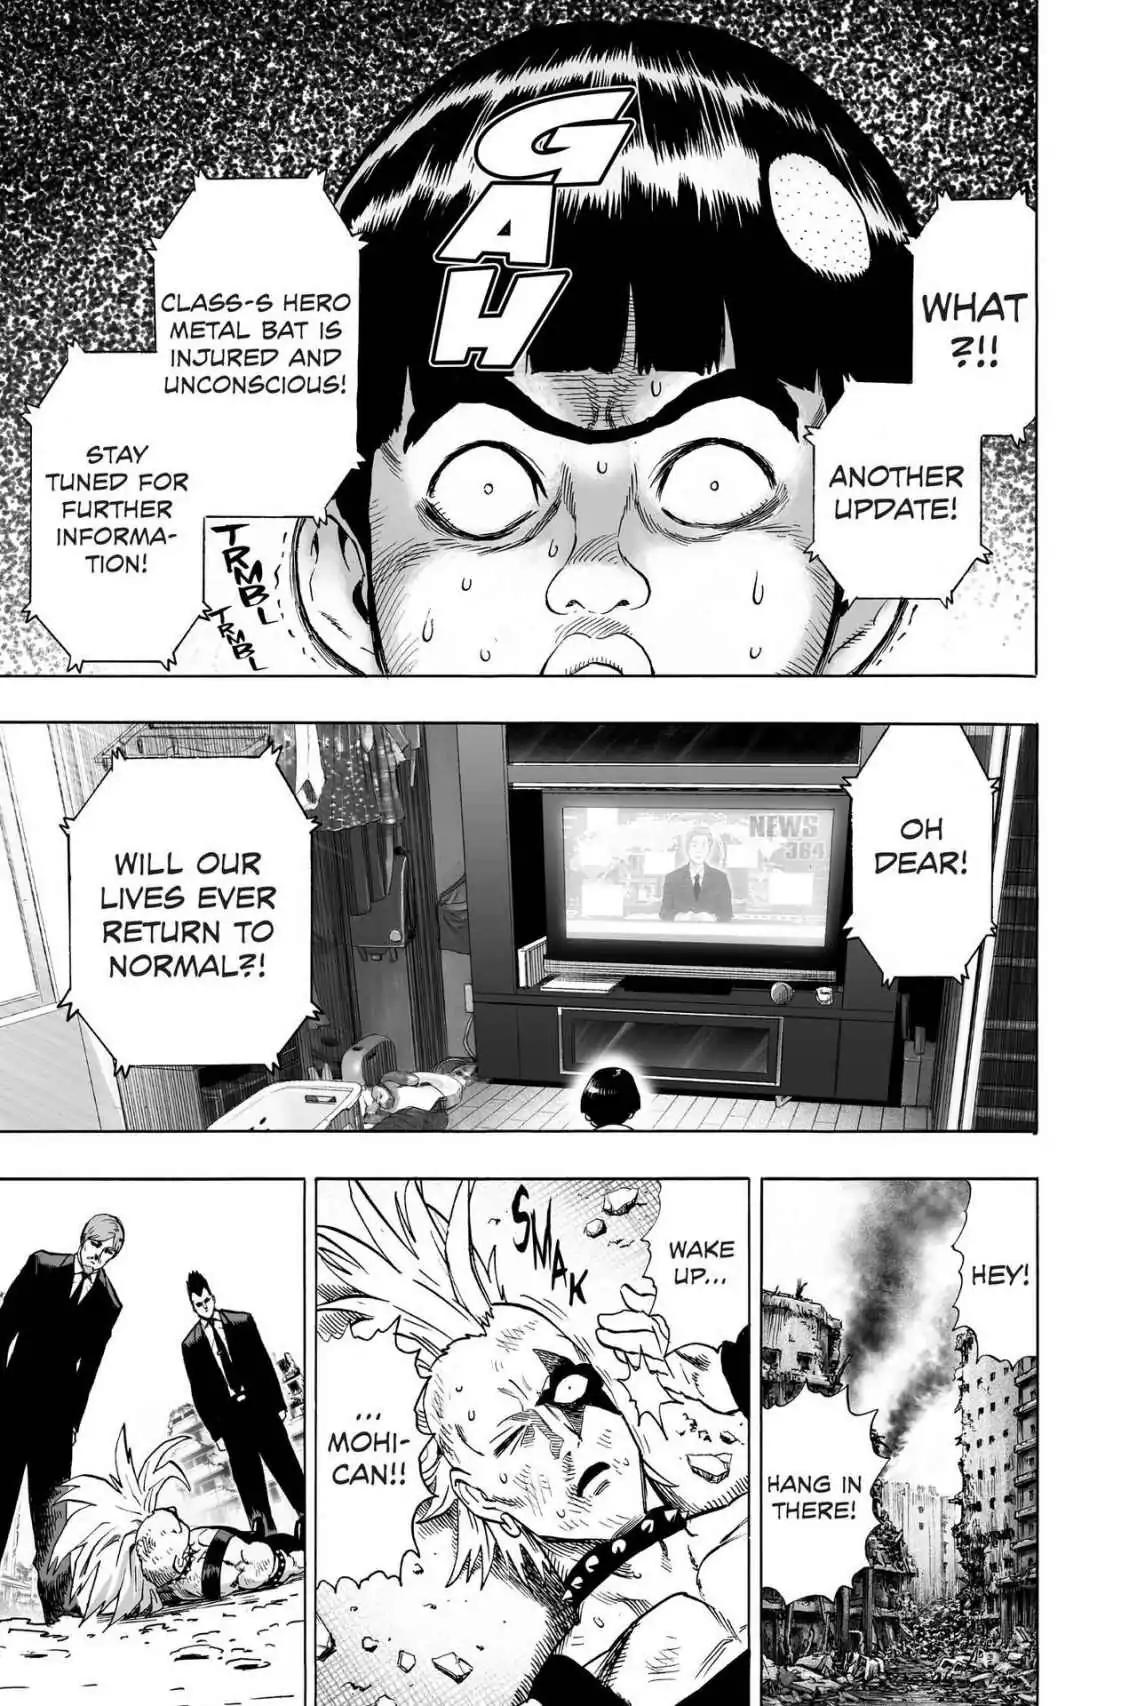 WHAT
?!!
ANOTHER
UPDATE!
GAH
CLASS-S HERO
METAL BAT IS
INJURED AND
UNCONSCIOUS!
STAY
TUNED FOR
FURTHER
INFORMA-
TION!
TRMBL
TRMBL
OH
DEAR!
NEWS
364
WILL OUR
LIVES EVER
RETURN TO
NORMAL?!
HEY!
HANG IN
THERE!
WAKE
UP...
SMAK
...
MOHI-
CAN!!